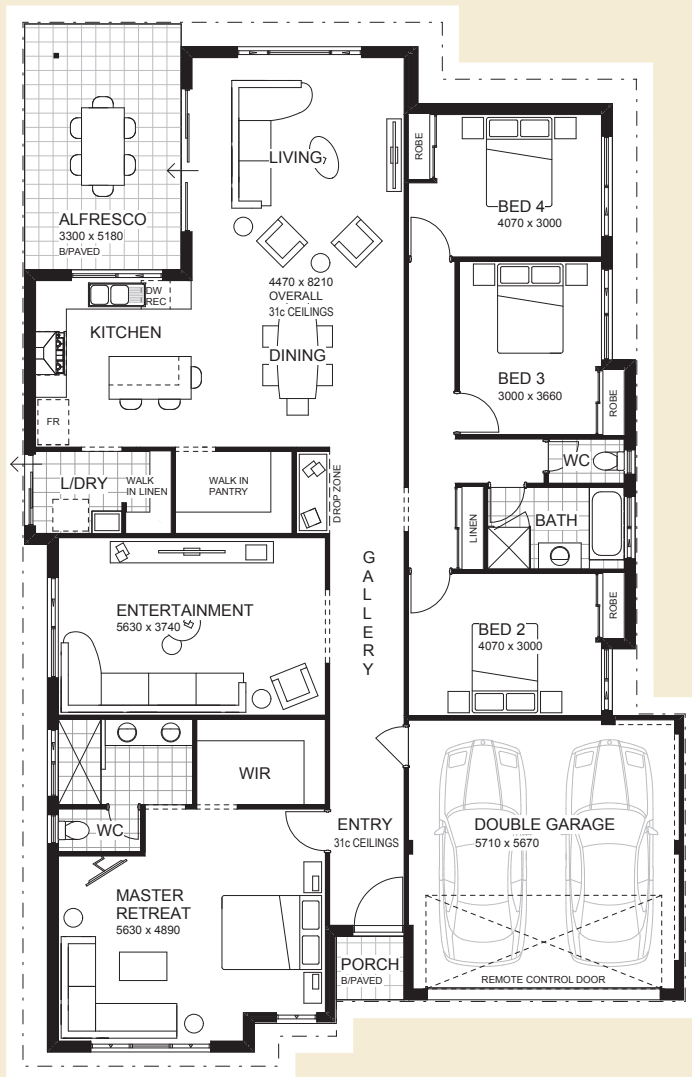 LIVING
ROBE
BED 4
4070 x 3000
ALFRESCO
3300 x 5180
B/PAVED
4470 x 8210
OVERALL
31c CEILINGS
DW
REC
KITCHEN
DINING
BED 3
3000 x 3660
ROBE
FR
WC
L/DRY
WALK
IN LINEN
WALK IN
PANTRY
DROP ZONE
LINEN
BATH
GALLERY
ENTERTAINMENT
5630 x 3740
ROBE
BED 2
4070 x 3000
WIR
WC
ENTRY
31c CEILINGS
DOUBLE GARAGE
5710 x 5670
MASTER
RETREAT
5630 x 4890
PORCH
B/PAVED
REMOTE CONTROL DOOR